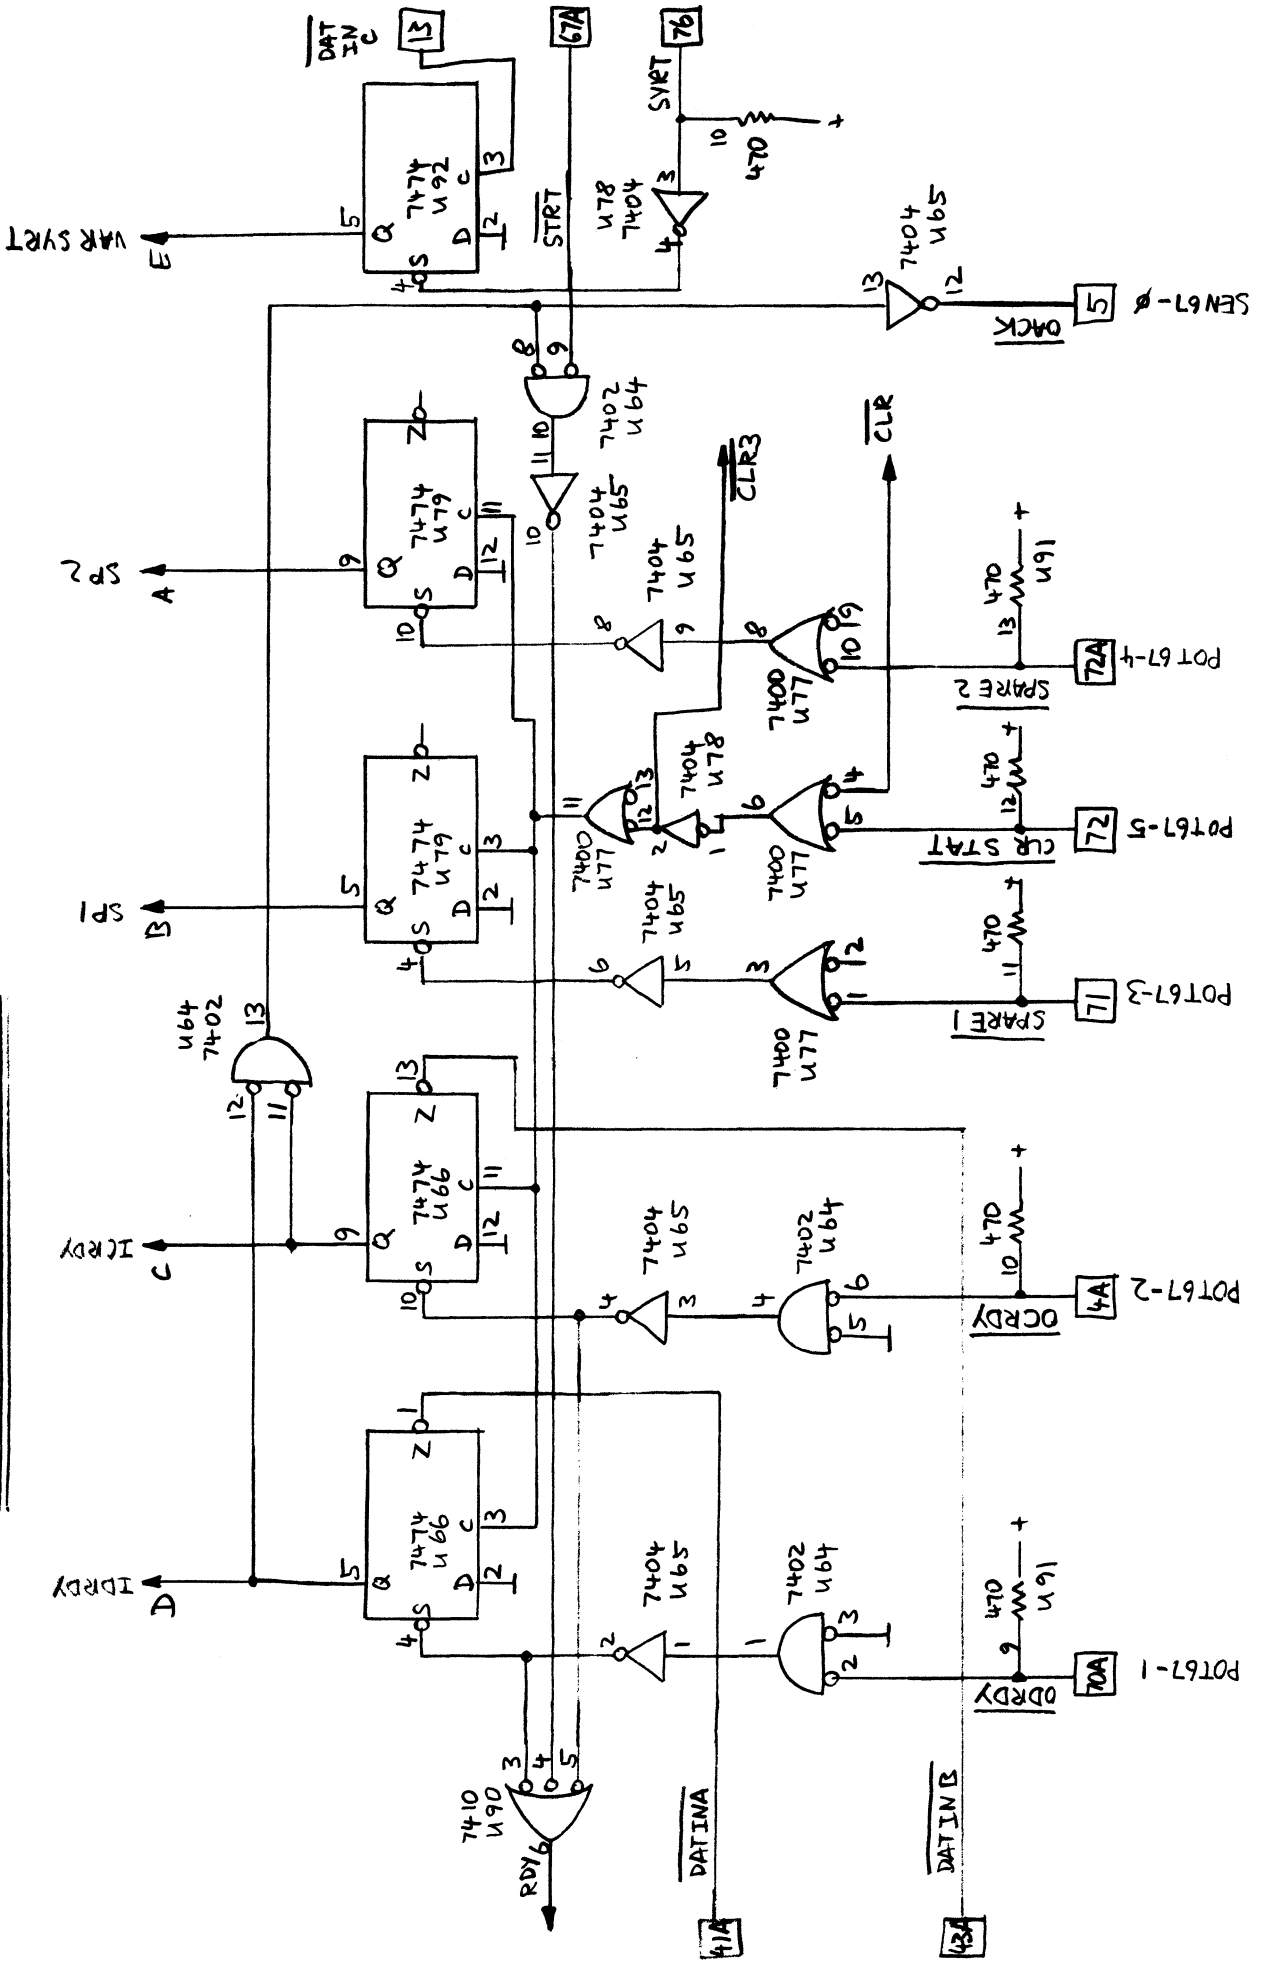 DAT
IN
C
13
67A
76
SYRT
10
470
+
VAR SYRT
E
5
Q
7474
U92
C
3
S
D
2
4
STRT
U78
7404
3
4
13
7404
U65
12
OACK
5
SEN67-Ø
8
9
7402
U64
10
11
7404
U65
10
SP2
A
9
Q
Z
7474
U79
C
11
S
D
12
10
8
7404
U65
9
8
7400
U77
9
10
CLR3
CLR
SPARE 2
13
470
U91
+
72A
POT67-4
SP1
B
5
Q
Z
7474
U79
C
3
S
D
2
4
11
7400
U77
12
13
2
7404
U78
1
6
7400
U77
4
5
CLR STAT
12
470
+
72
POT67-5
6
7404
U65
5
3
7400
U77
2
1
SPARE 1
11
470
+
71
POT67-3
U64
7402
13
12
11
ICRDY
C
9
Q
Z
13
7474
U66
C
11
S
D
12
10
4
7404
U65
3
4
7402
U64
6
5
OCRDY
10
470
+
4A
POT67-2
IDRDY
D
5
Q
Z
1
7474
U66
C
3
S
D
2
4
2
7404
U65
1
1
7402
U64
3
2
ODRDY
9
470
U91
+
70A
POT67-1
7410
U90
3
4
5
6
RDY
DATINA
41A
DATINB
43A